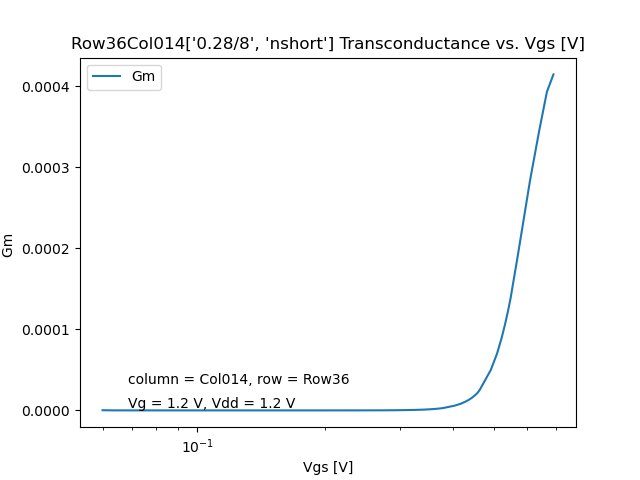 Row36Col014['0.28/8', 'nshort'] Transconductance vs. Vgs [V]
Gm
0.0004
0.0003
0.0002
0.0001
0.0000
Gm
column = Col014, row = Row36
Vg = 1.2 V, Vdd = 1.2 V
10⁻¹
Vgs [V]